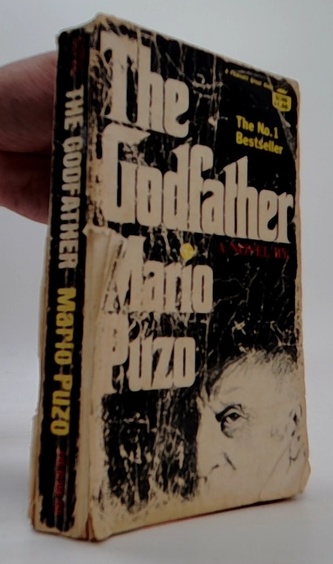 The No.1
Bestseller
The
Godfather
A NOVEL BY
Mario
Puzo
THE GODFATHER Mario Puzo